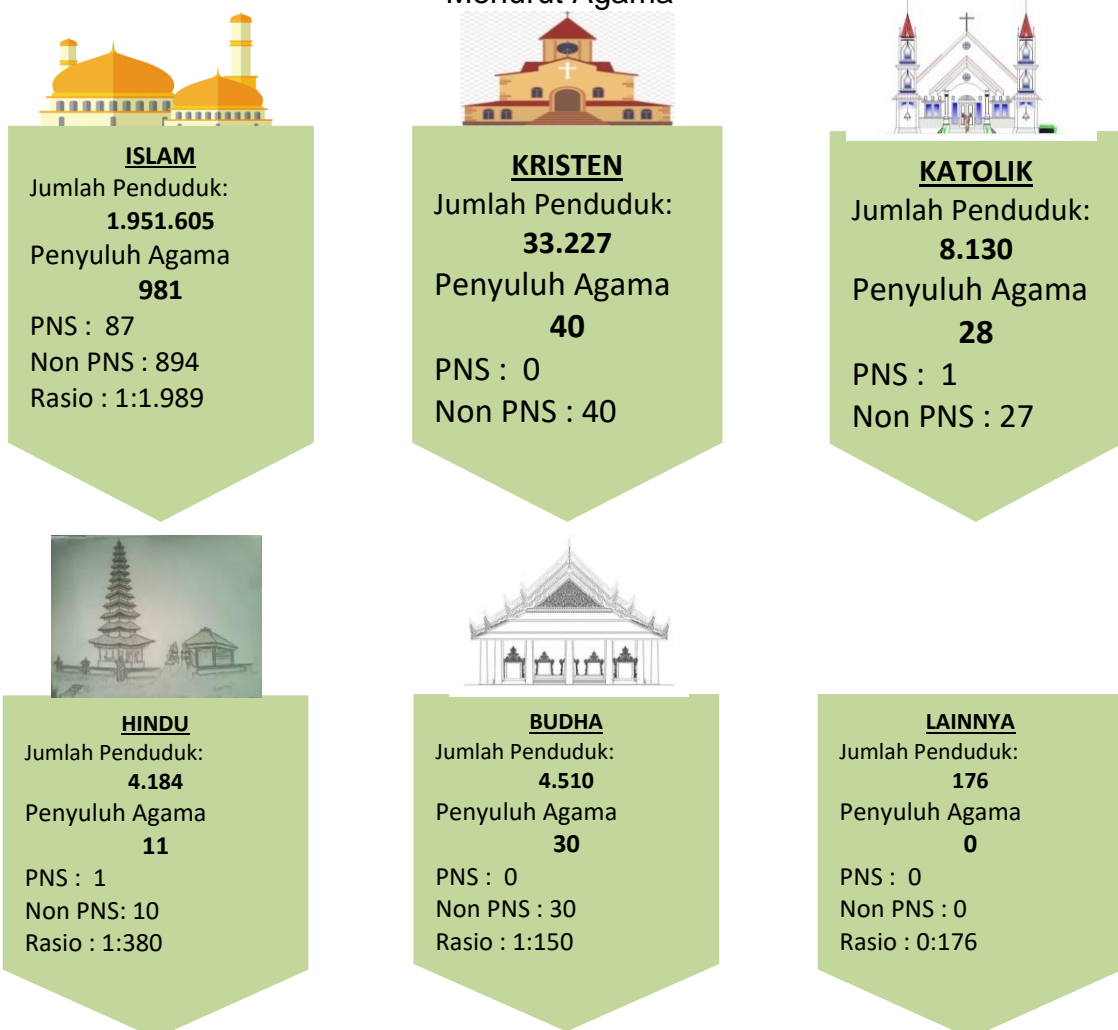 Menurut Agama
ISLAM
Jumlah Penduduk:
1.951.605
Penyuluh Agama
981
PNS : 87
Non PNS : 894
Rasio : 1:1.989
KRISTEN
Jumlah Penduduk:
33.227
Penyuluh Agama
40
PNS : 0
Non PNS : 40
KATOLIK
Jumlah Penduduk:
8.130
Penyuluh Agama
28
PNS : 1
Non PNS : 27
HINDU
Jumlah Penduduk:
4.184
Penyuluh Agama
11
PNS : 1
Non PNS: 10
Rasio : 1:380
BUDHA
Jumlah Penduduk:
4.510
Penyuluh Agama
30
PNS : 0
Non PNS : 30
Rasio : 1:150
LAINNYA
Jumlah Penduduk:
176
Penyuluh Agama
0
PNS : 0
Non PNS : 0
Rasio : 0:176